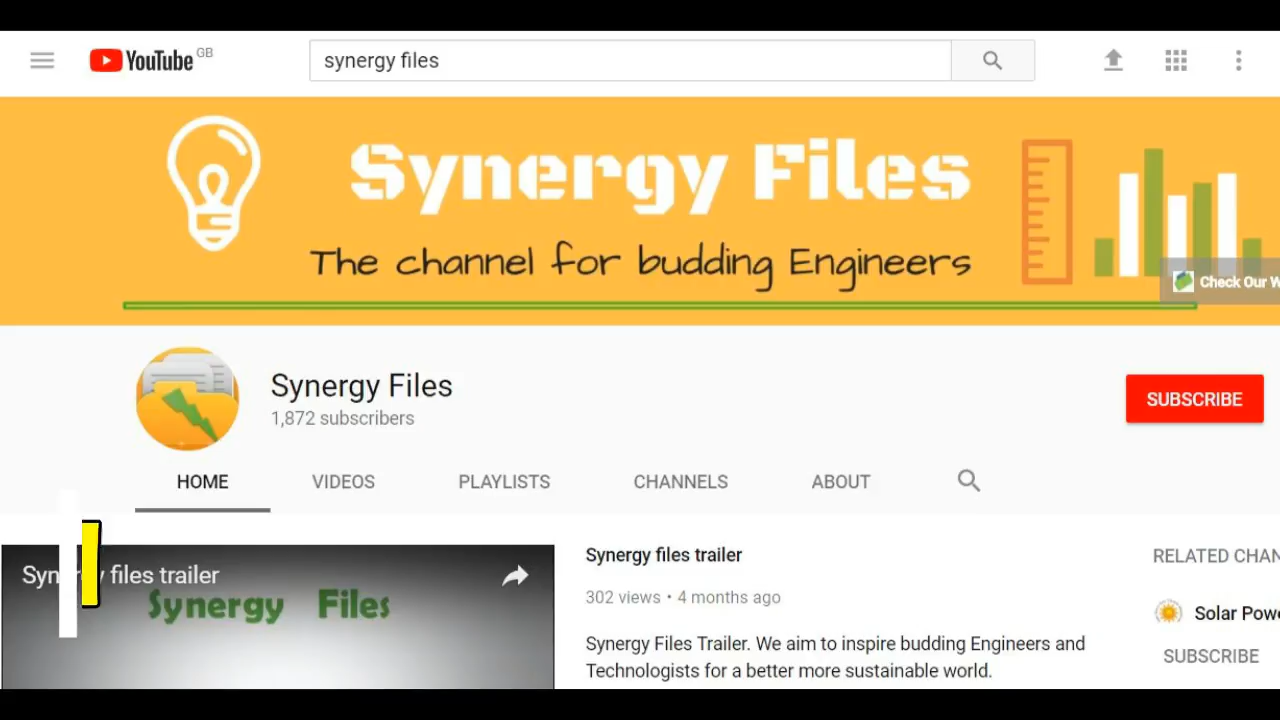 YouTube GB
synergy files
Synergy Files
The channel for budding Engineers
Check Our W
Synergy Files
1,872 subscribers
SUBSCRIBE
HOME VIDEOS PLAYLISTS CHANNELS ABOUT
Synergy files trailer
Synergy Files
Synergy files trailer
302 views • 4 months ago
Synergy Files Trailer. We aim to inspire budding Engineers and
Technologists for a better more sustainable world.
RELATED CHAN
Solar Powe
SUBSCRIBE